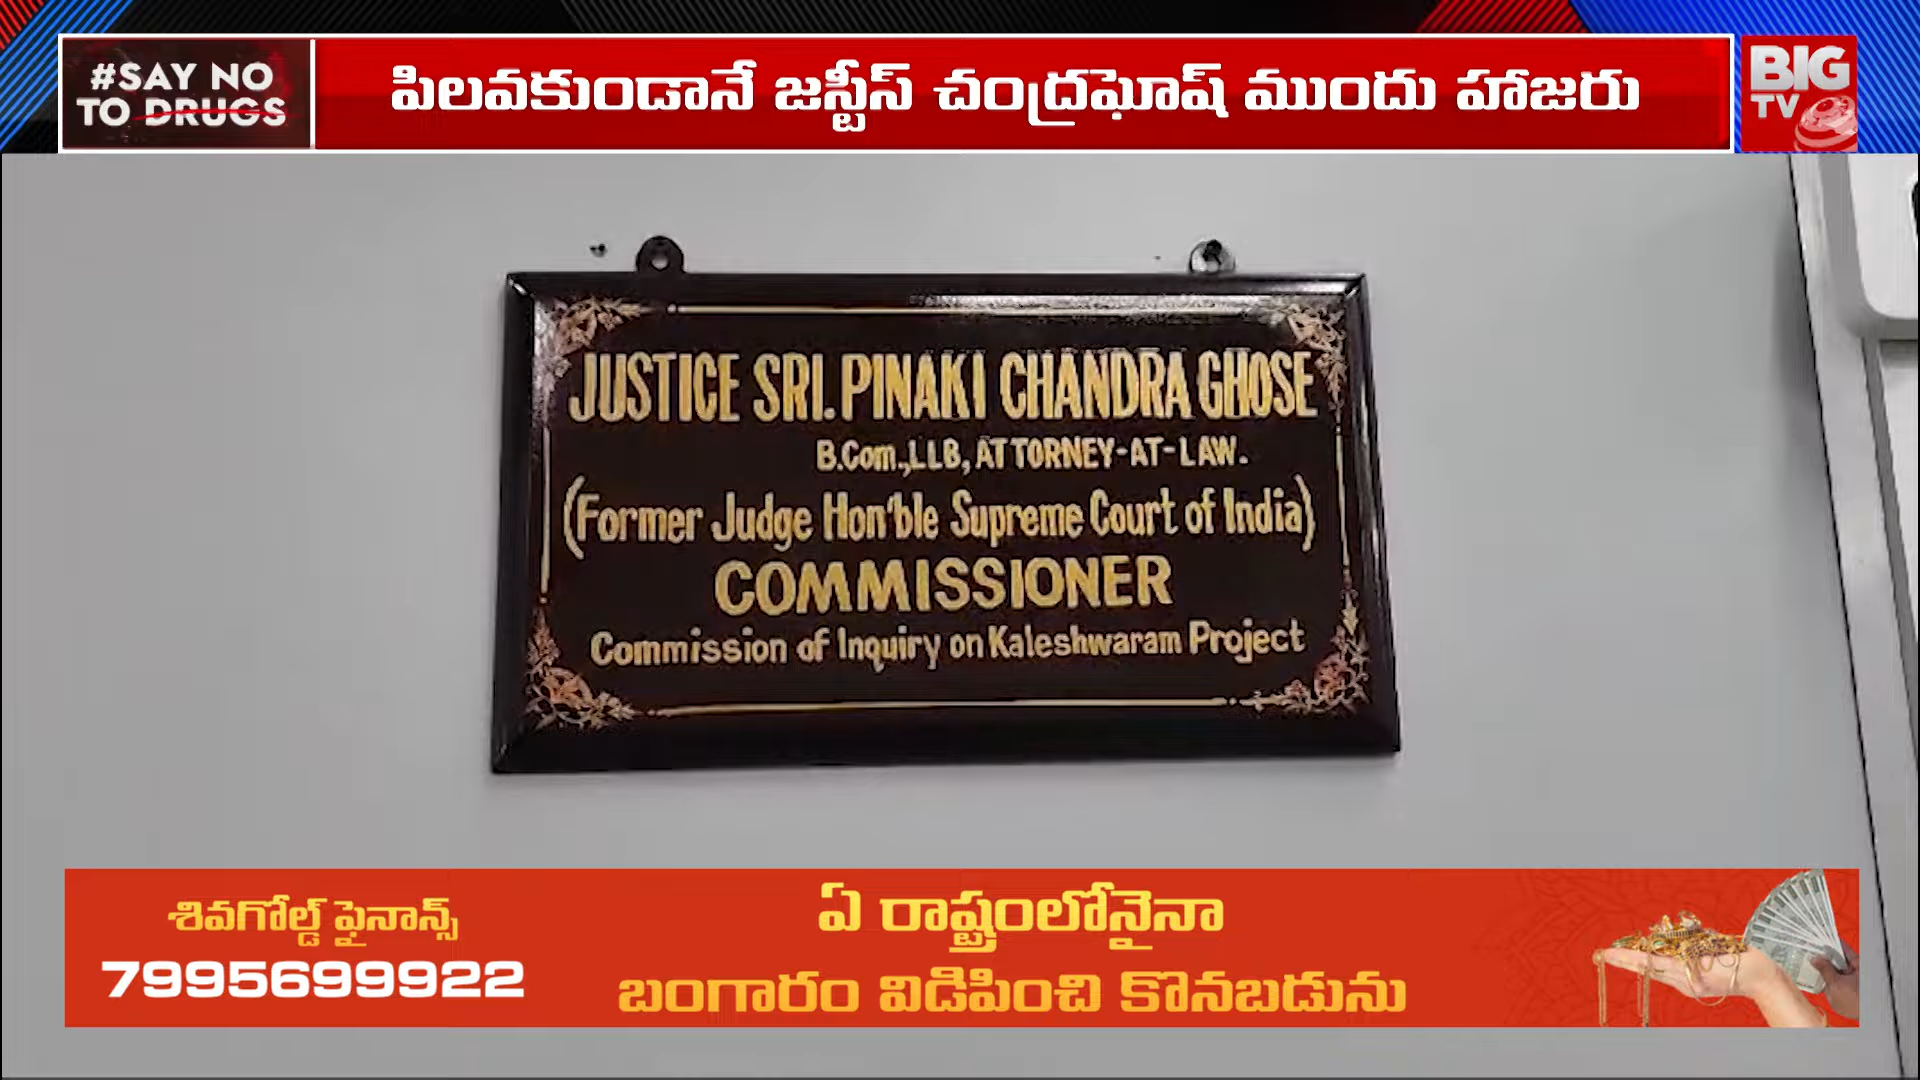 #SAY NO
TO DRUGS
పిలవకుండానే జస్టీస్ చంద్రఘోష్ ముందు హాజరు
BIG
TV
JUSTICE SRI. PINAKI CHANDRA GHOSE
B.Com.,LLB, ATTORNEY-AT-LAW.
(Former Judge Hon'ble Supreme Court of India)
COMMISSIONER
Commission of Inquiry on Kaleshwaram Project
శివగోల్డ్ ఫైనాన్స్
7995699922
ఏ రాష్ట్రంలోనైనా
బంగారం విడిపించి కొనబడును